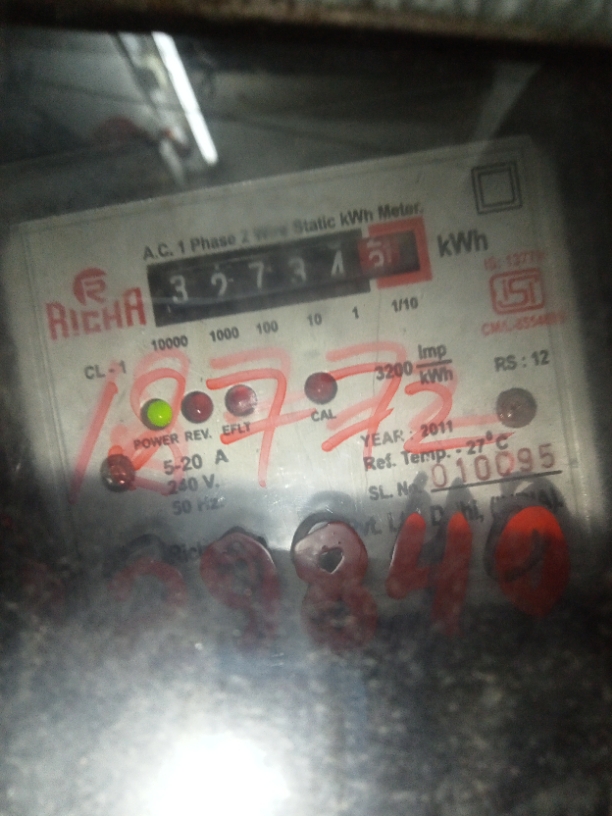 A.C. 1 Phase 2 Wire Static kWh Meter.
3 2 7 3 4 5 kWh
RICHA
10000 1000 100 10 1 1/10
ISI
CL - 1
3200 Imp/kWh
RS : 12
18772
POWER REV. EFLT CAL
5-20 A
240 V.
50 Hz
YEAR : 2011
Ref. Temp. - 27°C
SL. No. 010095
9840